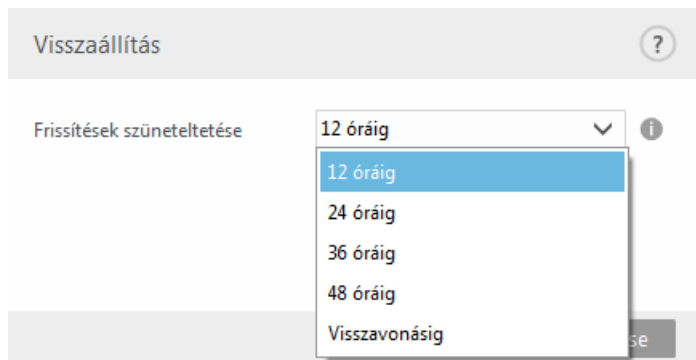 Visszaállítás
?
Frissítések szüneteltetése
12 óráig
i
12 óráig
24 óráig
36 óráig
48 óráig
Visszavonásig